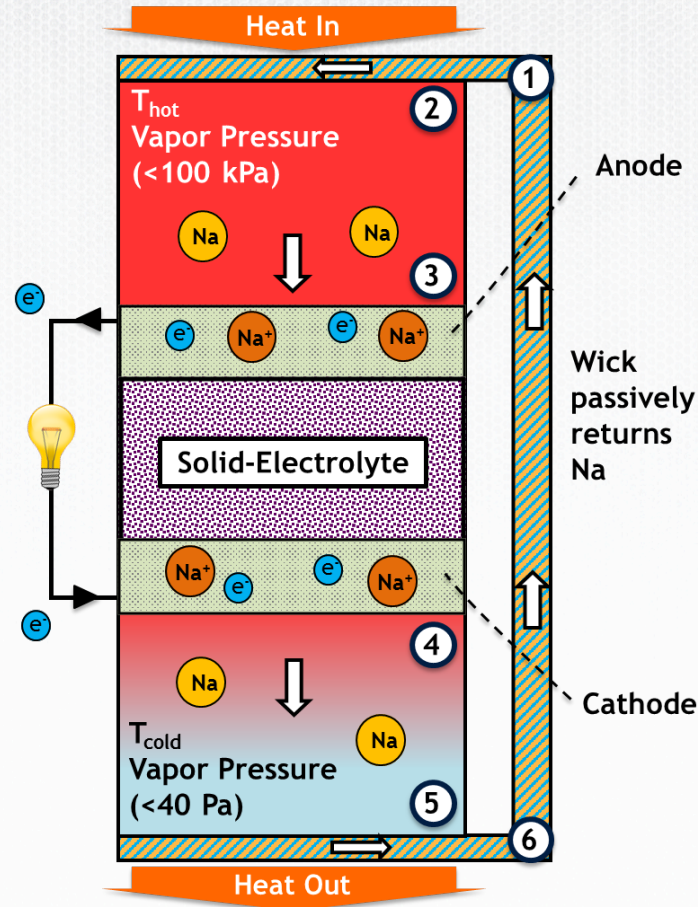 Heat In
1
2
T_hot
Vapor Pressure
(<100 kPa)
Anode
Na
Na
3
e⁻
e⁻
Na⁺
e⁻
Na⁺
Wick
passively
returns
Na
Solid-Electrolyte
Na⁺
e⁻
e⁻
Na⁺
e⁻
4
Na
Cathode
T_cold
Na
Vapor Pressure
(<40 Pa)
5
6
Heat Out